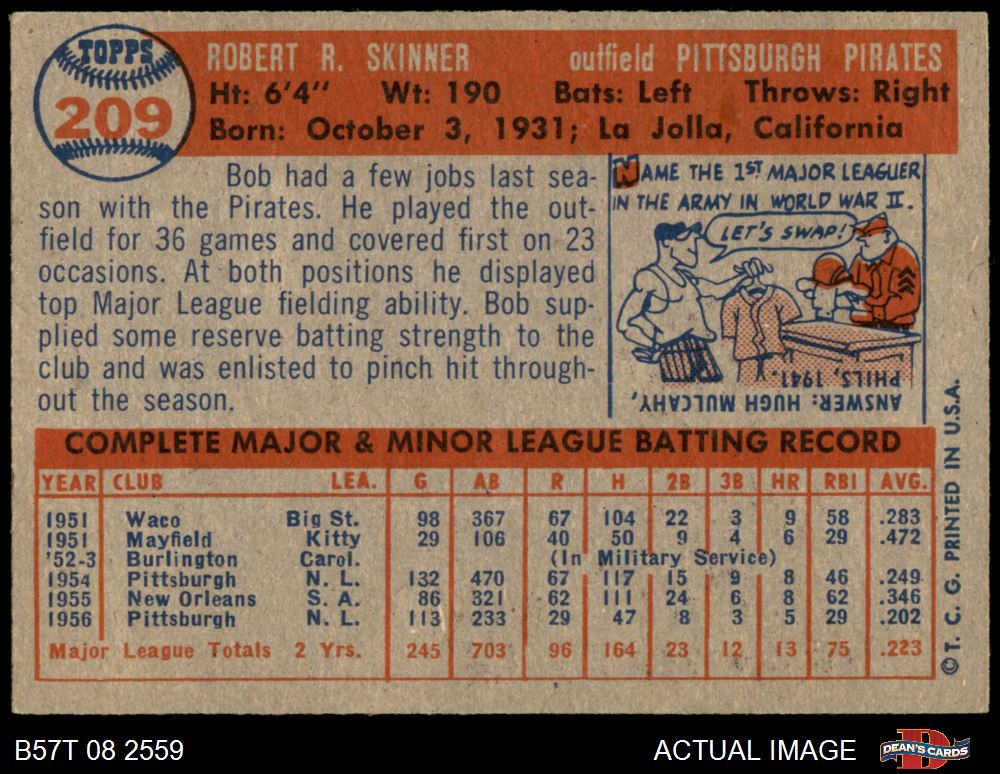 TOPPS
209
ROBERT R. SKINNER outfield PITTSBURGH PIRATES
Ht: 6'4" Wt: 190 Bats: Left Throws: Right
Born: October 3, 1931; La Jolla, California
Bob had a few jobs last sea-
son with the Pirates. He played the out-
field for 36 games and covered first on 23
occasions. At both positions he displayed
top Major League fielding ability. Bob sup-
plied some reserve batting strength to the
club and was enlisted to pinch hit through-
out the season.
NAME THE 1ST MAJOR LEAGUER
IN THE ARMY IN WORLD WAR II.
LET'S SWAP!
ANSWER: HUGH MULCAHY,
PHILS, 1941.
COMPLETE MAJOR & MINOR LEAGUE BATTING RECORD
YEAR CLUB LEA. G AB R H 2B 3B HR RBI AVG.
1951 Waco Big St. 98 367 67 104 22 3 9 58 .283
1951 Mayfield Kitty 29 106 40 50 9 4 6 29 .472
'52-3 Burlington Carol. (In Military Service)
1954 Pittsburgh N. L. 132 470 67 117 15 9 8 46 .249
1955 New Orleans S. A. 86 321 62 111 24 6 8 62 .346
1956 Pittsburgh N. L. 113 233 29 47 8 3 5 29 .202
Major League Totals 2 Yrs. 245 703 96 164 23 12 13 75 .223
© T. C. G. PRINTED IN U.S.A.
B57T 08 2559 ACTUAL IMAGE
DEAN'S CARDS